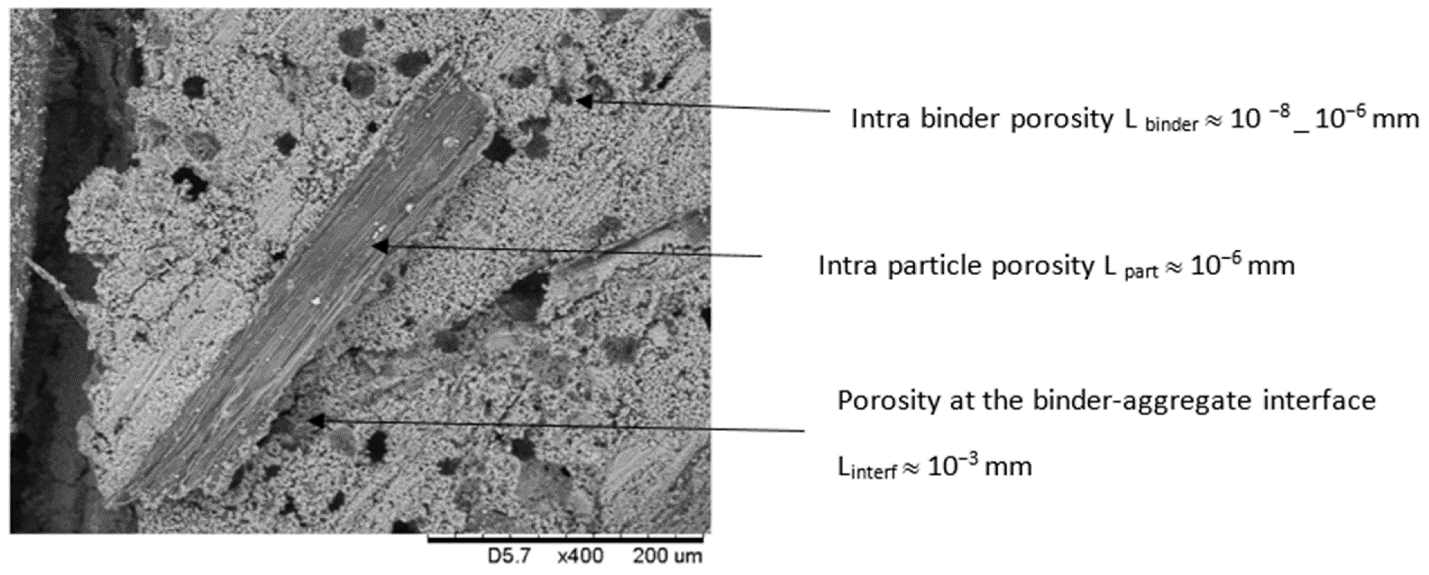 Intra binder porosity L binder ≈ 10 ⁻⁸ _ 10⁻⁶ mm
Intra particle porosity L part ≈ 10⁻⁶ mm
Porosity at the binder-aggregate interface
Linterf ≈ 10⁻³ mm
D5.7 x400 200 um